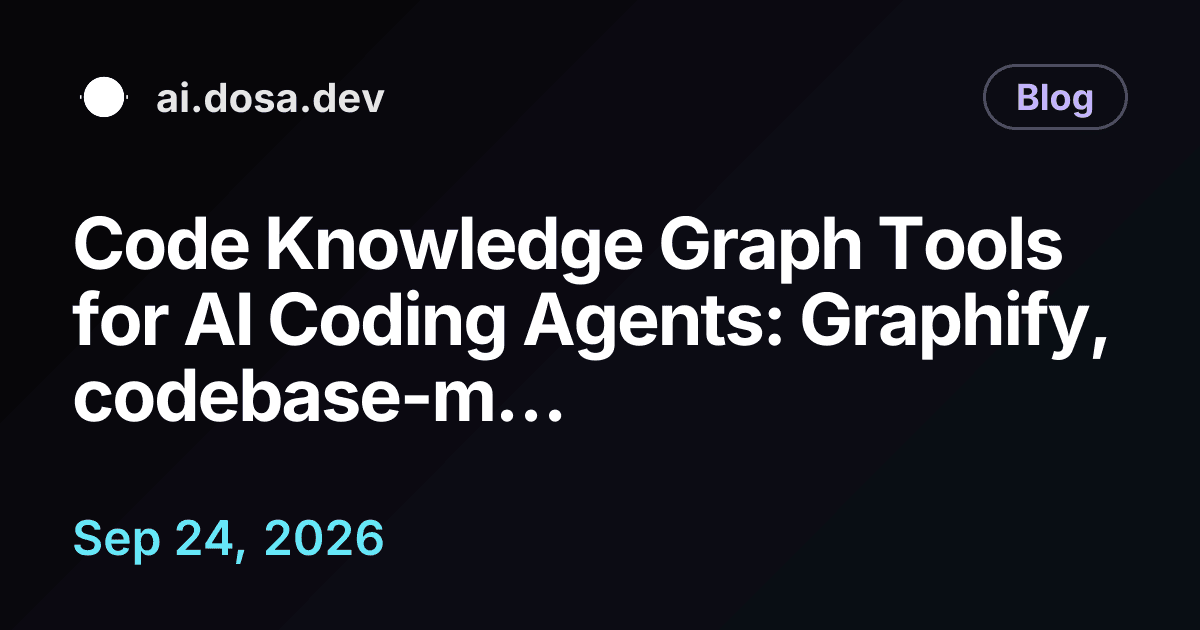 ai.dosa.dev
Blog
Code Knowledge Graph Tools
for AI Coding Agents: Graphify,
codebase-m…
Sep 24, 2026